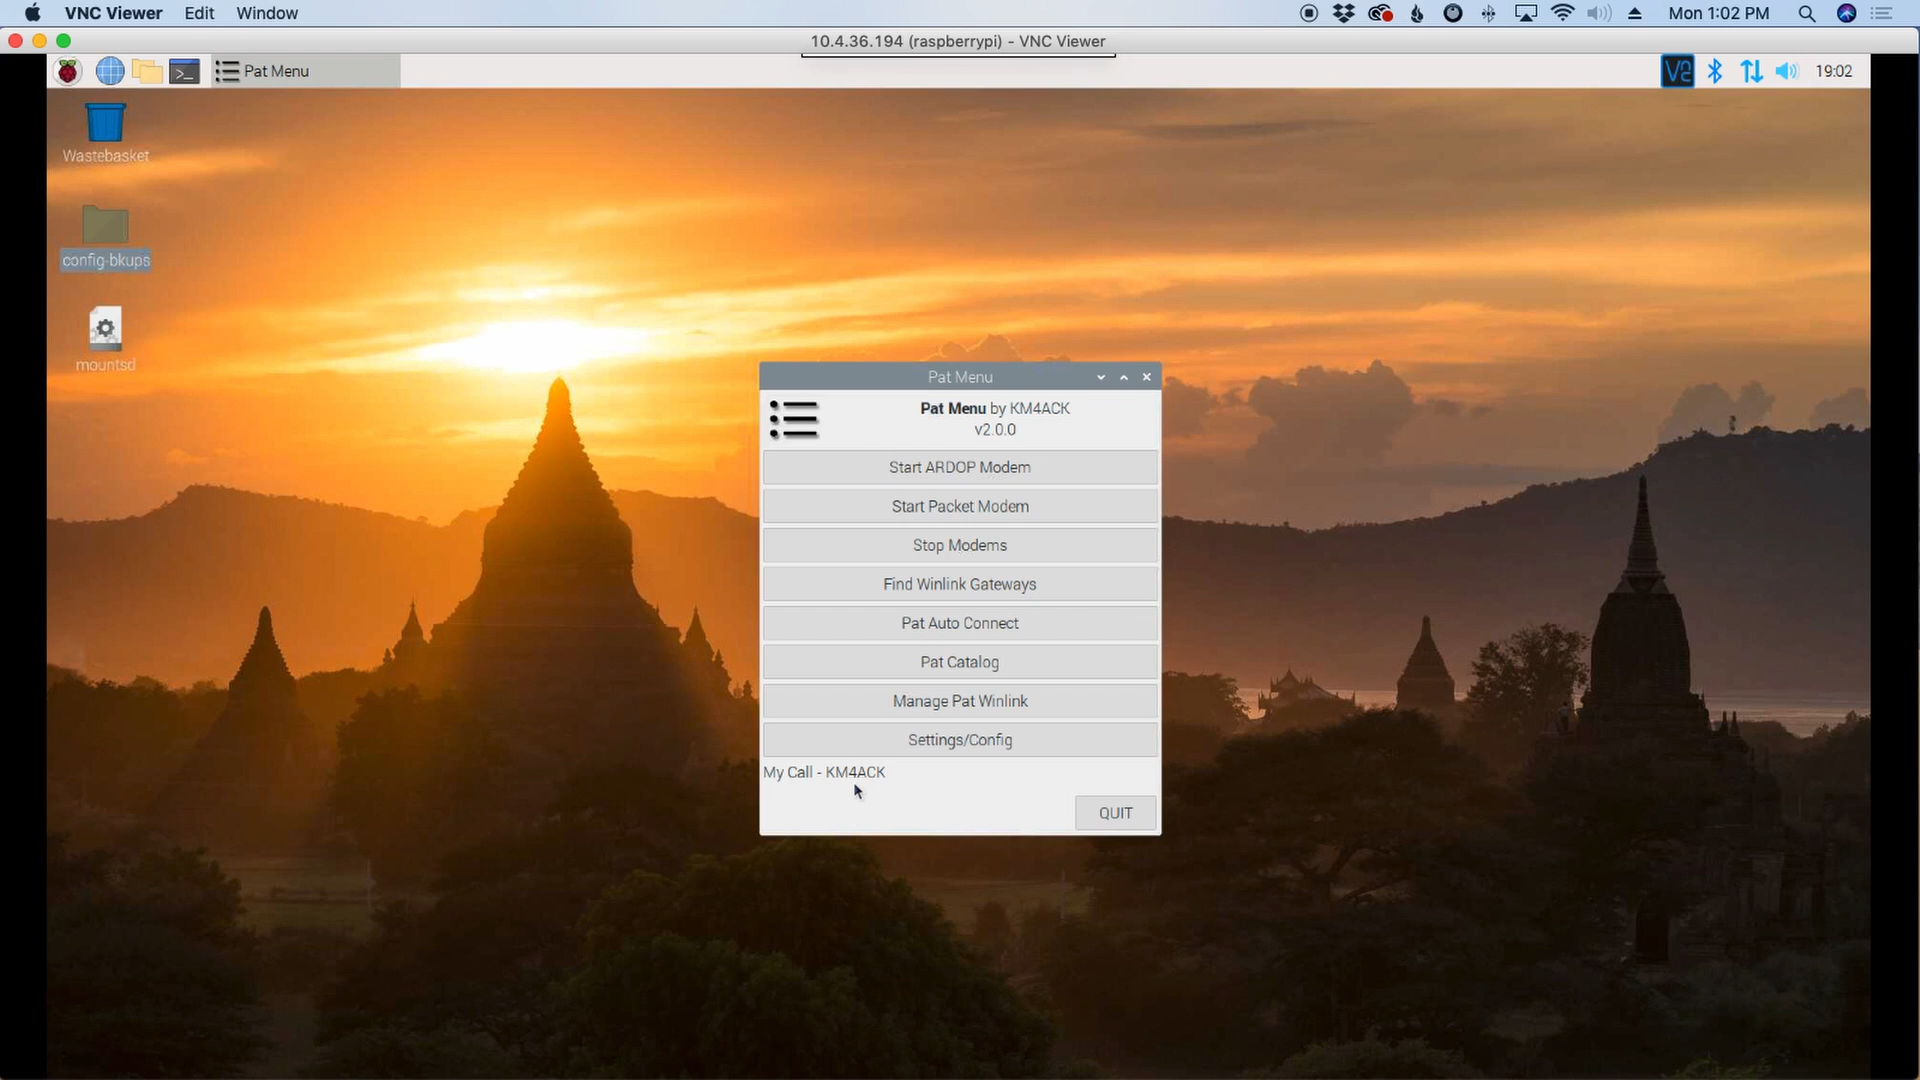 VNC Viewer Edit Window Mon 1:02 PM
10.4.36.194 (raspberrypi) - VNC Viewer
Pat Menu 19:02
Wastebasket
config-bkups
mountsd
Pat Menu
Pat Menu by KM4ACK
v2.0.0
Start ARDOP Modem
Start Packet Modem
Stop Modems
Find Winlink Gateways
Pat Auto Connect
Pat Catalog
Manage Pat Winlink
Settings/Config
My Call - KM4ACK
QUIT